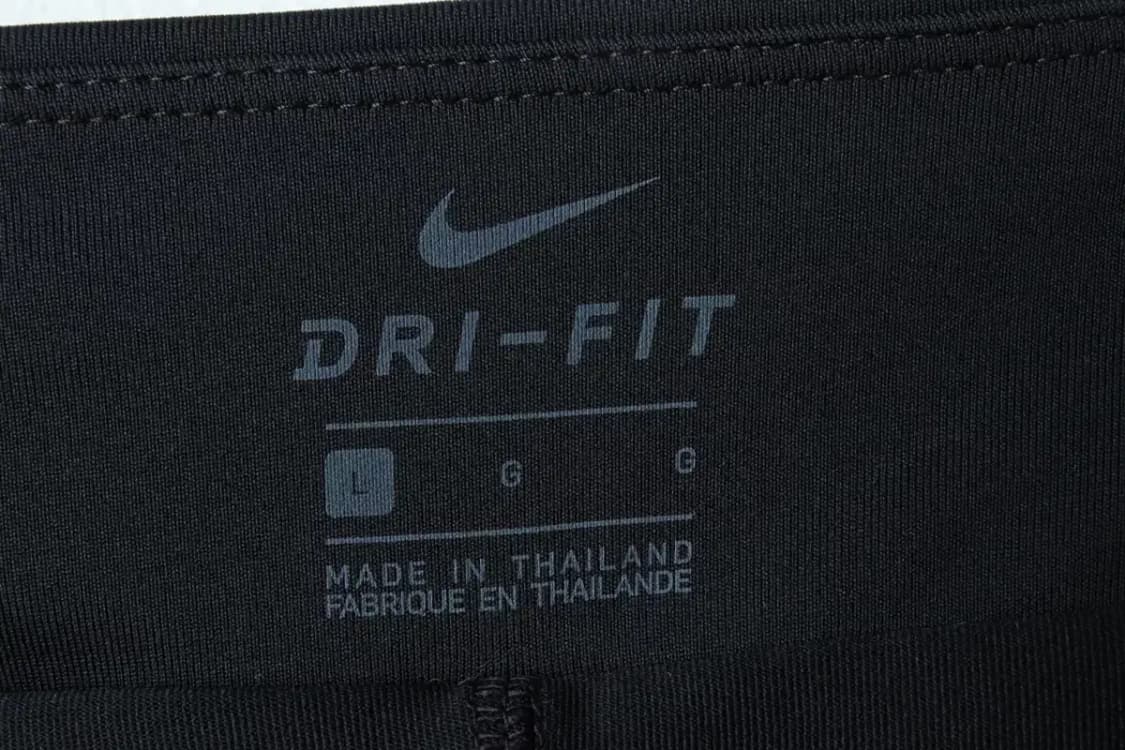 DRI-FIT
L G G
MADE IN THAILAND
FABRIQUE EN THAILANDE